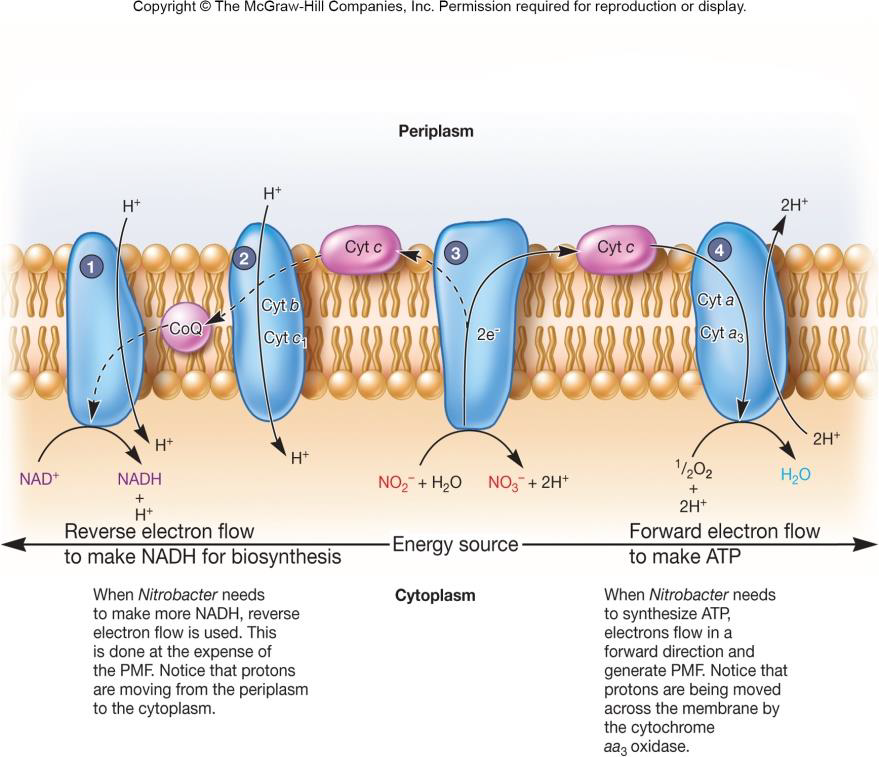 Copyright © The McGraw-Hill Companies, Inc. Permission required for reproduction or display.
Periplasm
H⁺
H⁺
2H⁺
Cyt c
Cyt c
1
2
3
4
CoQ
Cyt b
Cyt c₁
2e⁻
Cyt a
Cyt a₃
H⁺
H⁺
2H⁺
NAD⁺
NADH
+
H⁺
NO₂⁻ + H₂O
NO₃⁻ + 2H⁺
¹/₂O₂
+
2H⁺
H₂O
Reverse electron flow
to make NADH for biosynthesis
Energy source
Forward electron flow
to make ATP
When Nitrobacter needs
to make more NADH, reverse
electron flow is used. This
is done at the expense of
the PMF. Notice that protons
are moving from the periplasm
to the cytoplasm.
Cytoplasm
When Nitrobacter needs
to synthesize ATP,
electrons flow in a
forward direction and
generate PMF. Notice that
protons are being moved
across the membrane by
the cytochrome
aa₃ oxidase.